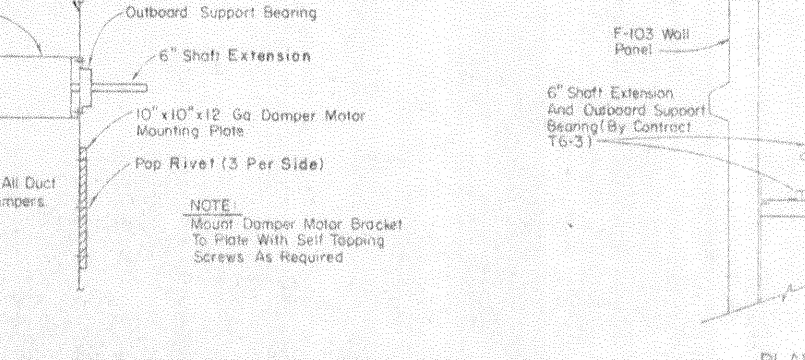 Outboard Support Bearing
6" Shaft Extension
10"x10"x12 Ga Damper Motor
Mounting Plate
Pop Rivet (3 Per Side)
All Duct
mpers
NOTE:
Mount Damper Motor Bracket
To Plate With Self Tapping
Screws As Required
F-103 Wall
Panel
6" Shaft Extension
And Outboard Support
Bearing (By Contract
T6-3)